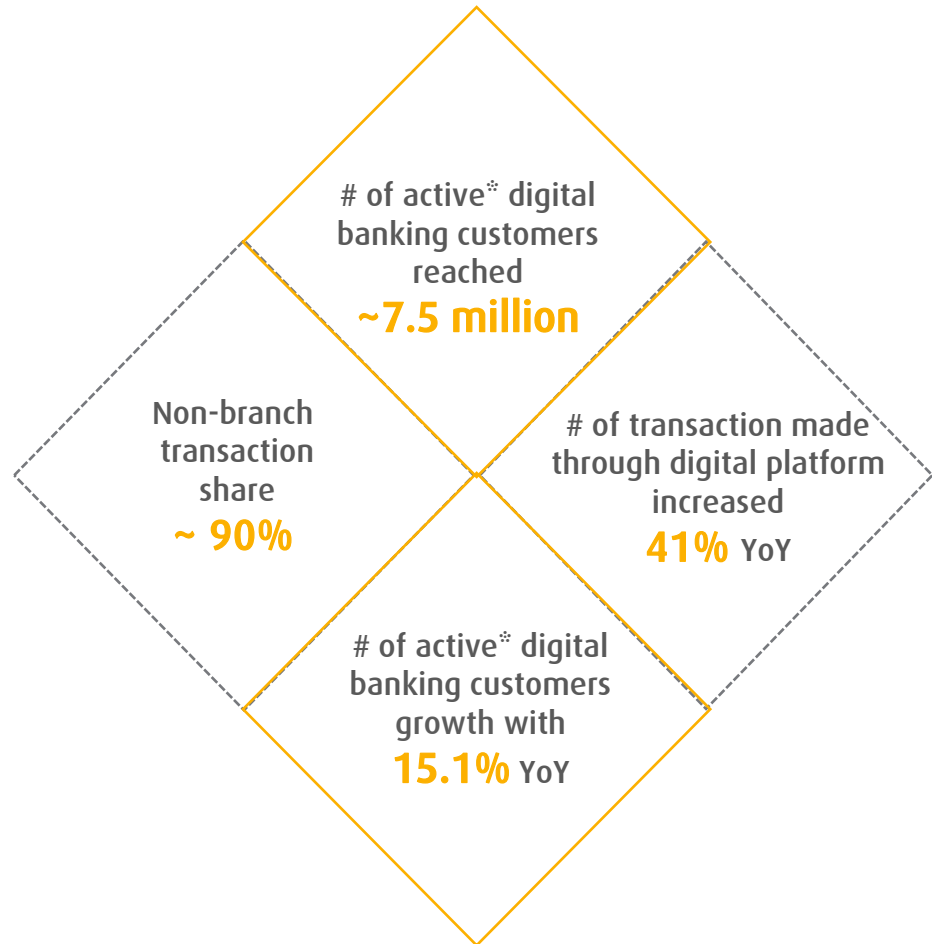 # of active* digital
banking customers
reached
~7.5 million
Non-branch
transaction
share
~ 90%
# of transaction made
through digital platform
increased
41% YoY
# of active* digital
banking customers
growth with
15.1% YoY